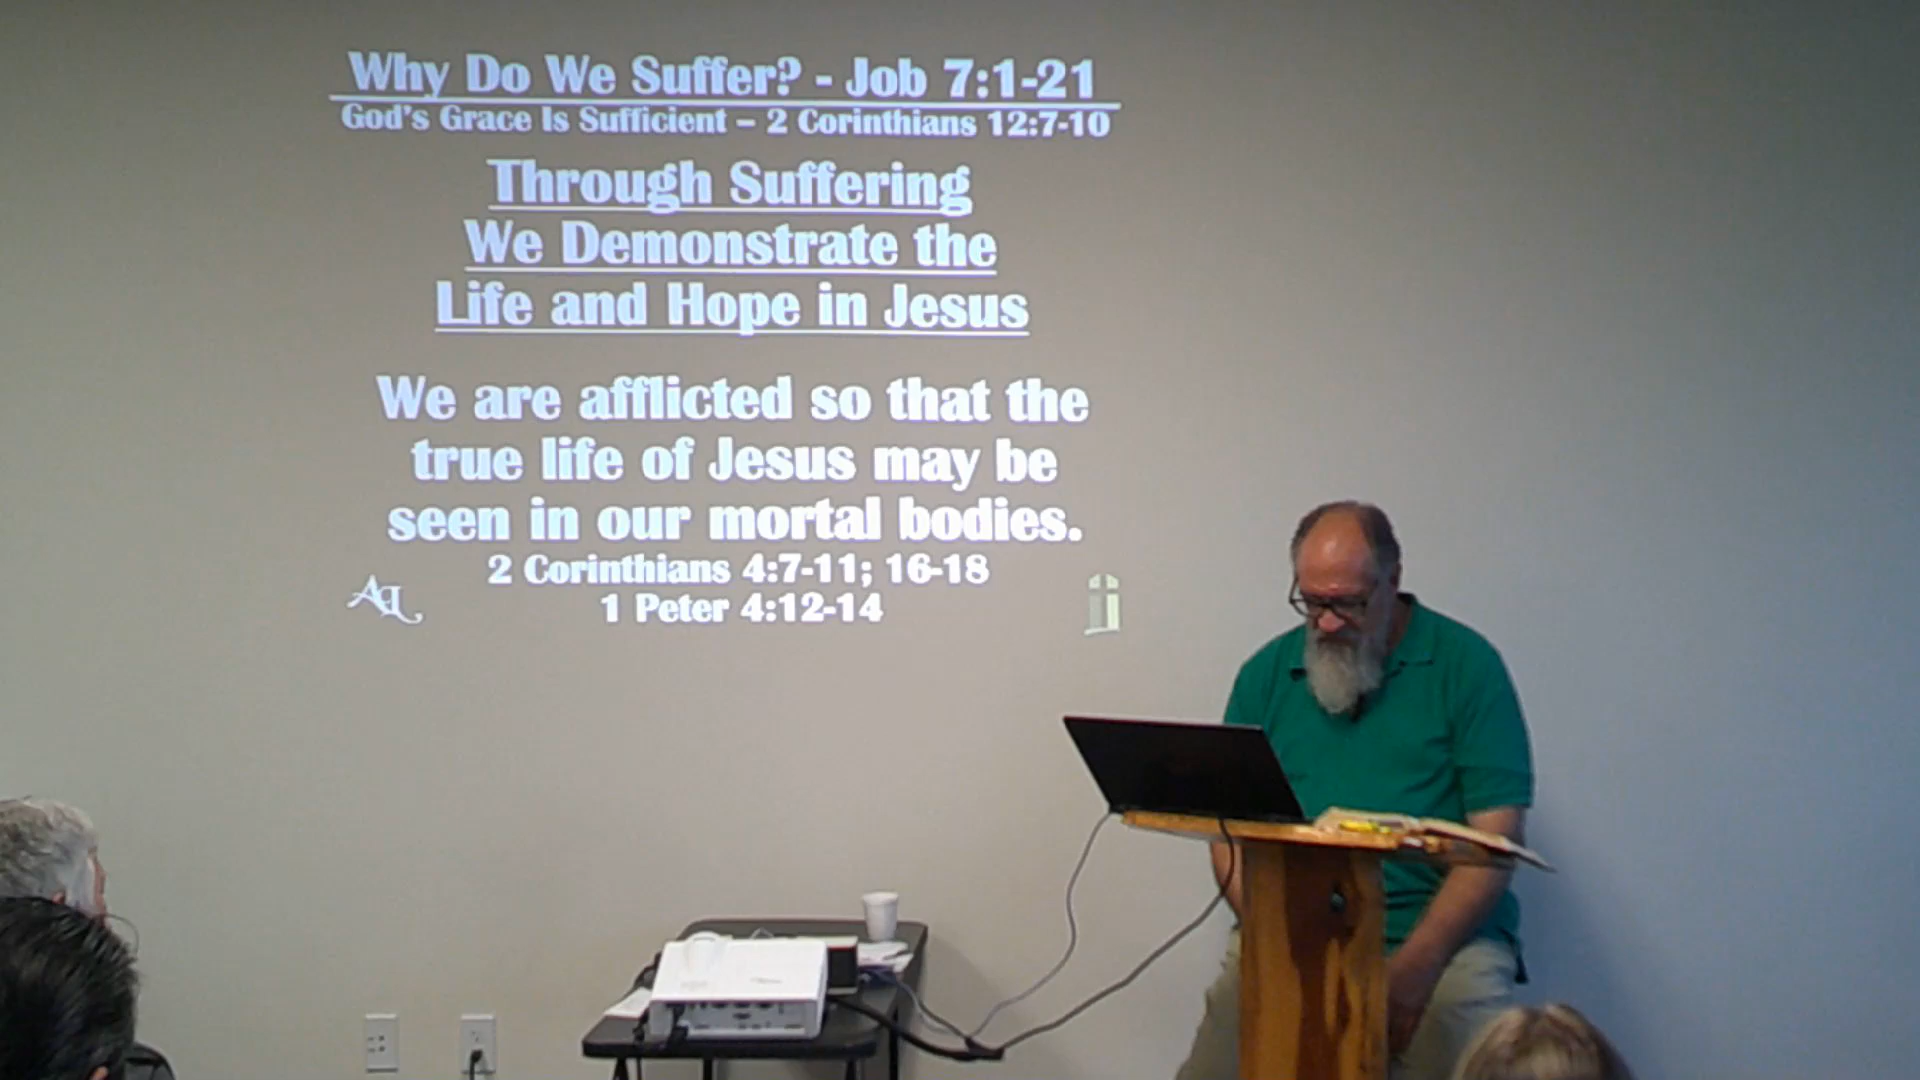 Why Do We Suffer? - Job 7:1-21
God's Grace Is Sufficient – 2 Corinthians 12:7-10
Through Suffering
We Demonstrate the
Life and Hope in Jesus
We are afflicted so that the
true life of Jesus may be
seen in our mortal bodies.
2 Corinthians 4:7-11; 16-18
1 Peter 4:12-14